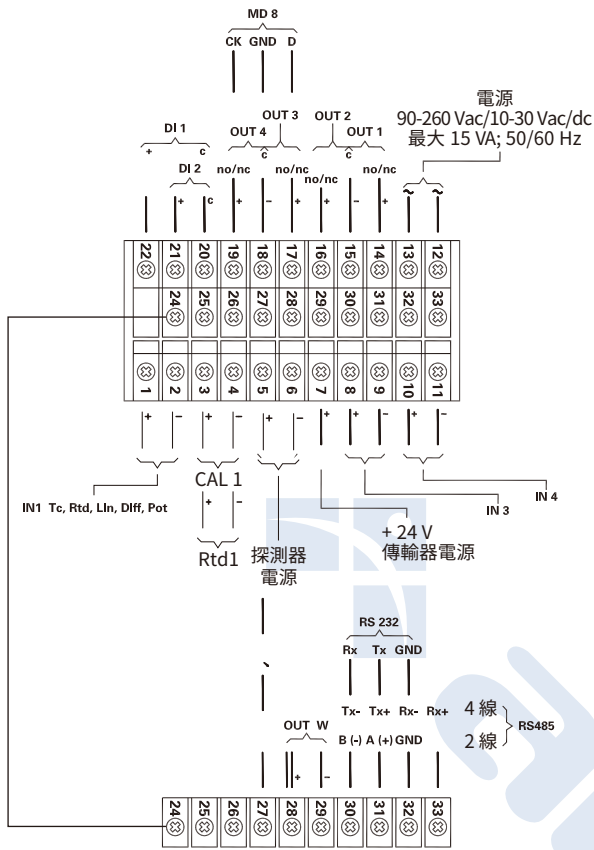 MD 8
CK GND D
電源
90-260 Vac/10-30 Vac/dc
最大 15 VA; 50/60 Hz
OUT 3 OUT 2
DI 1 OUT 4 OUT 1
+ c c c
DI 2 no/nc no/nc no/nc no/nc
+ c + - + + - + ~ ~
22 21 20 19 18 17 16 15 14 13 12
24 25 26 27 28 29 30 31 32 33
1 2 3 4 5 6 7 8 9 10 11
+ - + - + - + + - + -
CAL 1
IN1 Tc, Rtd, LIn, DIff, Pot
IN 4
IN 3
+ -
+ 24 V
傳輸器電源
Rtd1
探測器
電源
RS 232
Rx Tx GND
Tx- Tx+ Rx- Rx+ 4 線
RS485
OUT W
B (-) A (+) GND 2 線
+ -
24 25 26 27 28 29 30 31 32 33